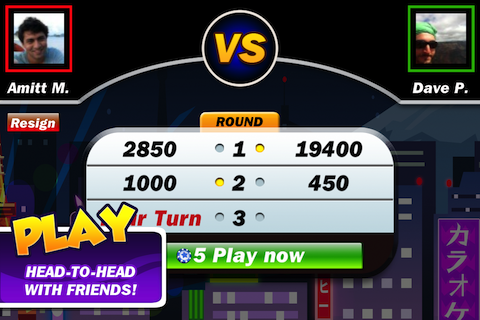 VS
Amitt M.
Dave P.
Resign
ROUND
2850 1 19400
1000 2 450
Turn 3
5 Play now
PLAY
HEAD-TO-HEAD
WITH FRIENDS!
カラオケ
ヒ